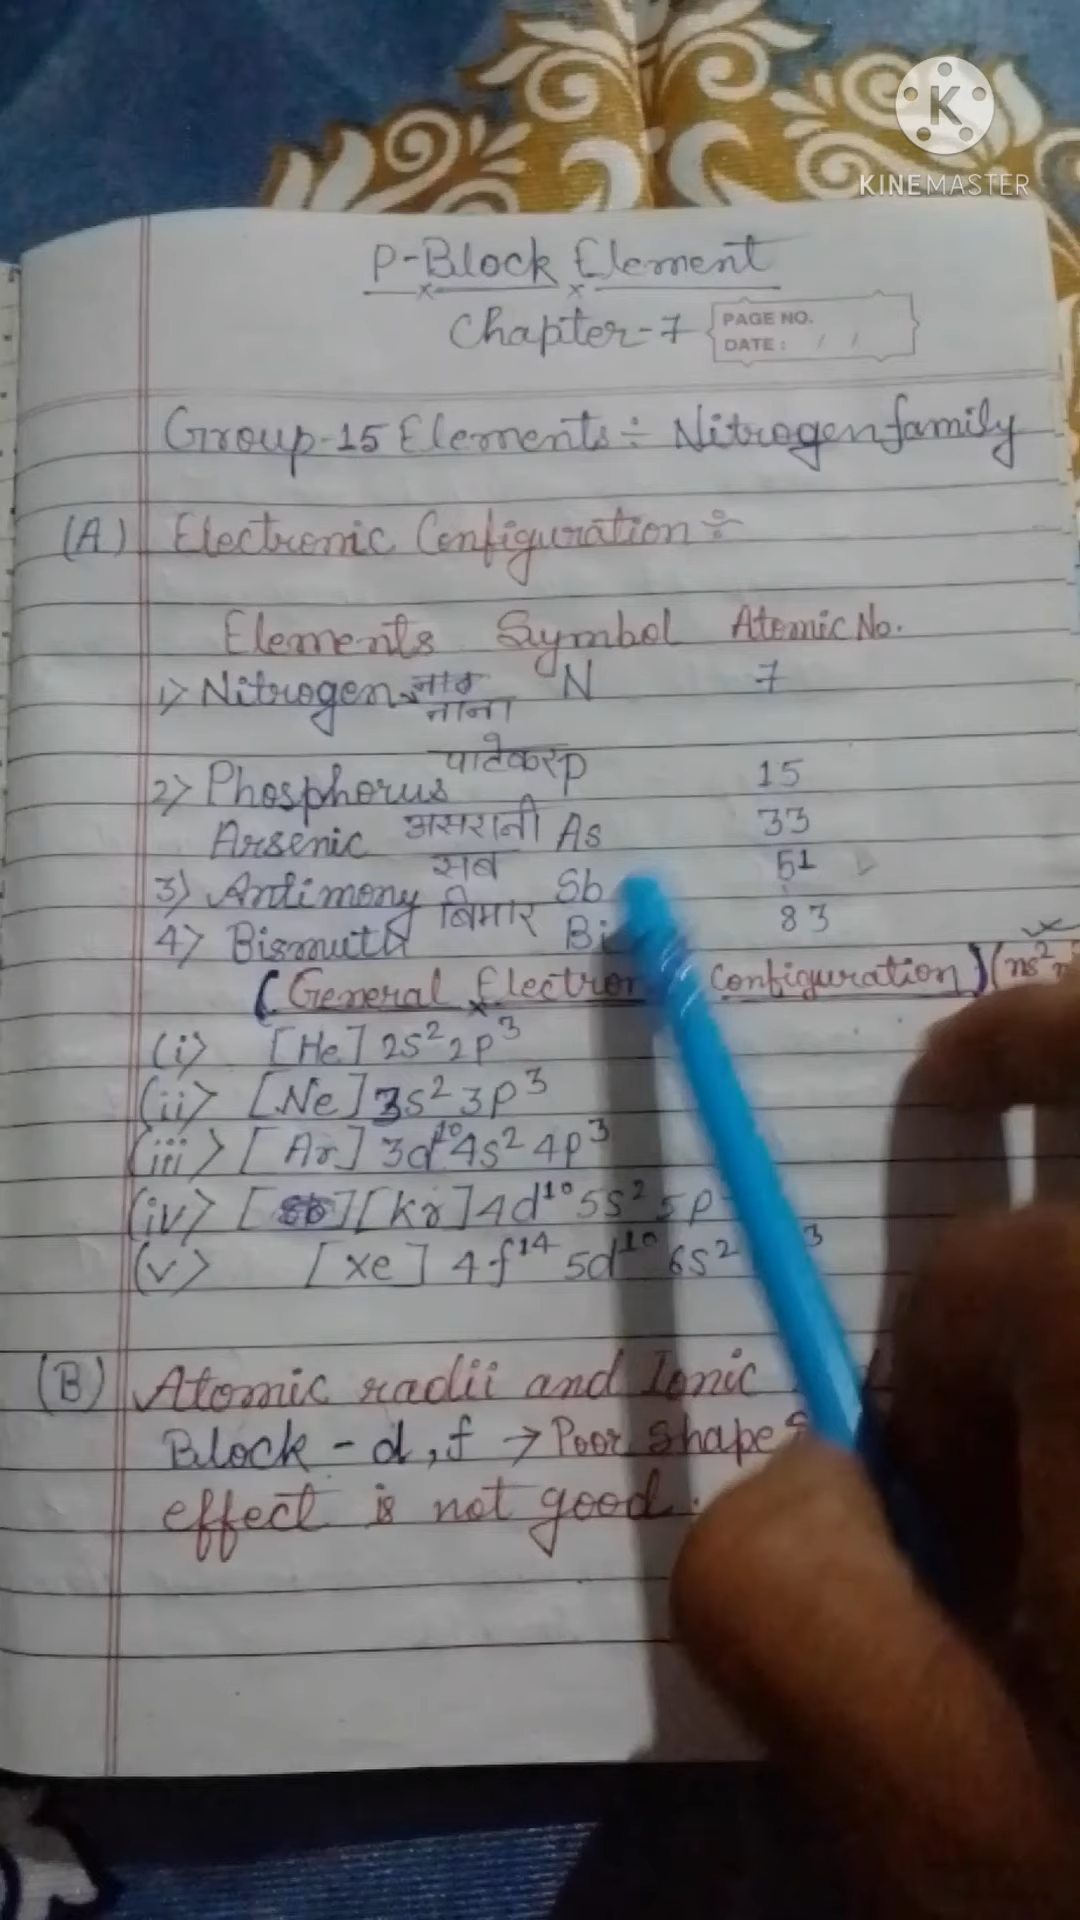 KINEMASTER
P-Block Element
Chapter-7
PAGE NO.
DATE : / /
Group-15 Elements÷ Nitrogen family
(A) Electronic Configuration÷
Elements Symbol Atomic No.
1> Nitrogen N 7
नाना
पाटेकर
2> Phosphorus P 15
Arsenic असरानी As 33
सब
3) Antimony Sb 51
4> Bismuth बिमार Bi 83
(General Configuration) (ns²
(i) [He] 2s² 2p³
(ii) [Ne] 3s² 3p³
(iii) [Ar] 3d¹⁰ 4s² 4p³
(iv) [Kr] 4d¹⁰ 5s² 5p
(v) [Xe] 4f¹⁴ 5d¹⁰ 6s² ³
(B) Atomic radii and Ionic
Block - d, f → Poor shape
effect is not good.